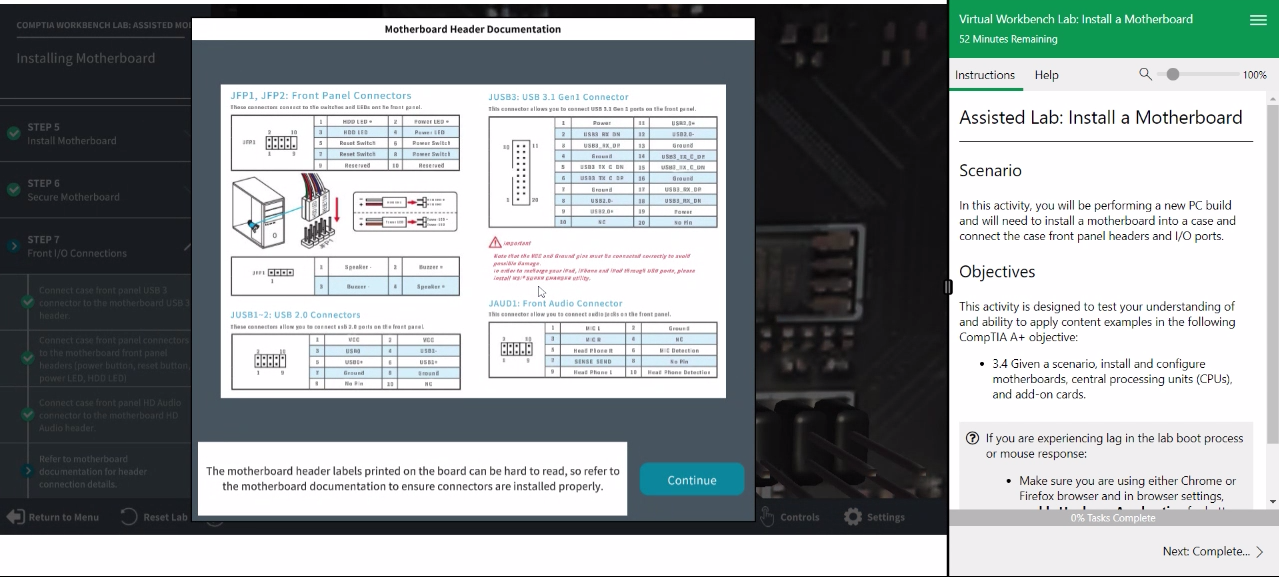 COMPTIA WORKBENCH LAB: ASSISTED MO
Installing Motherboard
STEP 5
Install Motherboard
STEP 6
Secure Motherboard
STEP 7
Front I/O Connections
Connect case front panel USB 3
connector to the motherboard USB 3
header.
Connect case front panel connectors
to the motherboard front panel
headers (power button, reset button,
power LED, HDD LED)
Connect case front panel HD Audio
connector to the motherboard HD
Audio header.
Refer to motherboard
documentation for header
connection details.
Return to Menu
Reset Lab
Controls
Settings
Motherboard Header Documentation
JFP1, JFP2: Front Panel Connectors
These connectors connect to the switches and LEDs on the front panel.
JFP1
2 10
1 9
1 HDD LED + 2 Power LED +
3 HDD LED 4 Power LED
5 Reset Switch 6 Power Switch
7 Reset Switch 8 Power Switch
9 Reserved 10 Reserved
1
1 Speaker - 2 Buzzer +
3 Buzzer - 4 Speaker +
JUSB1~2: USB 2.0 Connectors
These connectors allow you to connect usb 2.0 ports on the front panel.
2 10
1 9
1 VCC 2 VCC
7 Ground 8 Ground
9 No Pin 10 NC
JUSB3: USB 3.1 Gen1 Connector
This connector allows you to connect USB 3.1 Gen 1 ports on the front panel.
10 11
1 20
1 Power 11 USB2.0+
2 USB3_RX_DN 12 USB2.0-
3 USB3_RX_DP 13 Ground
4 Ground 14 USB3_TX_C_DP
5 USB3_TX_C_DN 15 USB3_TX_C_DN
6 USB3_TX_C_DP 16 Ground
7 Ground 17 USB3_RX_DP
8 USB2.0- 18 USB3_RX_DN
9 USB2.0+ 19 Power
10 NC 20 No Pin
Important
Note that the VCC and Ground pins must be connected correctly to avoid
possible damage.
In order to recharge your iPad, iPhone and iPod through USB ports, please
install MSI® SUPER CHARGER utility.
JAUD1: Front Audio Connector
This connector allows you to connect audio jacks on the front panel.
2 10
1 9
1 MIC L 2 Ground
3 MIC R 4 NC
5 Head Phone R 6 MIC Detection
7 SENSE_SEND 8 No Pin
9 Head Phone L 10 Head Phone Detection
The motherboard header labels printed on the board can be hard to read, so refer to
the motherboard documentation to ensure connectors are installed properly.
Continue
Virtual Workbench Lab: Install a Motherboard
52 Minutes Remaining
Instructions
Help
100%
Assisted Lab: Install a Motherboard
Scenario
In this activity, you will be performing a new PC build
and will need to install a motherboard into a case and
connect the case front panel headers and I/O ports.
Objectives
This activity is designed to test your understanding of
and ability to apply content examples in the following
CompTIA A+ objective:
• 3.4 Given a scenario, install and configure
motherboards, central processing units (CPUs),
and add-on cards.
If you are experiencing lag in the lab boot process
or mouse response:
• Make sure you are using either Chrome or
Firefox browser and in browser settings,
0% Tasks Complete
Next: Complete...